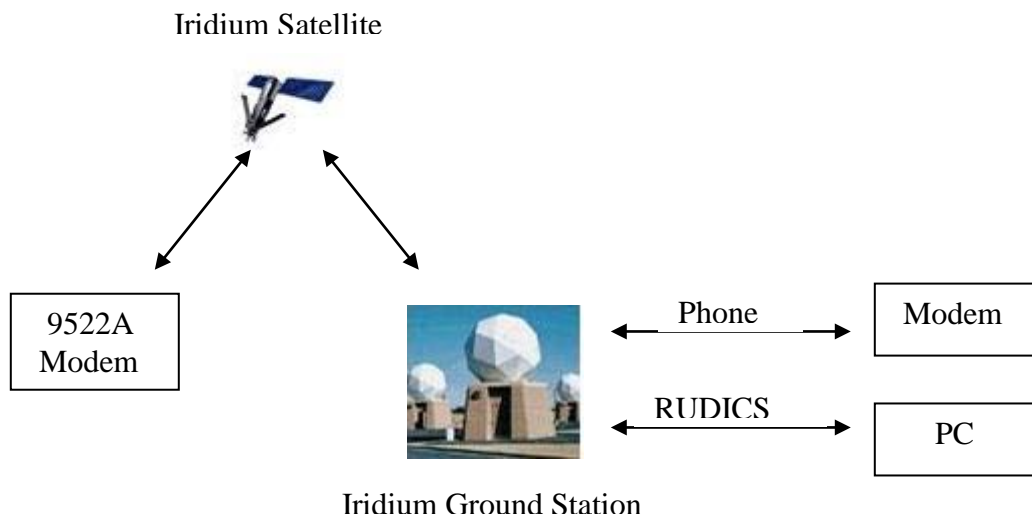 Iridium Satellite
9522A
Modem
Phone
Modem
RUDICS
PC
Iridium Ground Station